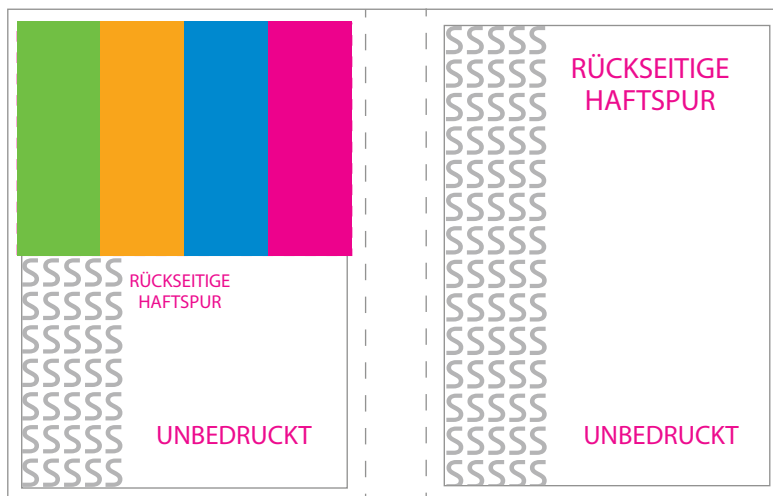 RÜCKSEITIGE
HAFTSPUR
UNBEDRUCKT
RÜCKSEITIGE
HAFTSPUR
UNBEDRUCKT